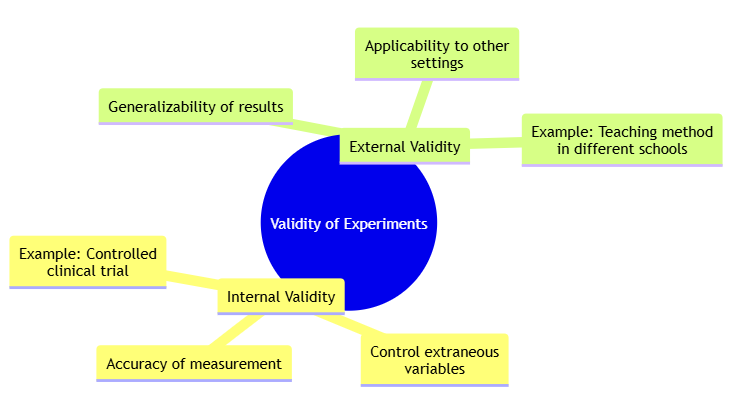 Applicability to other
settings
Generalizability of results
Example: Teaching method
in different schools
External Validity
Validity of Experiments
Example: Controlled
clinical trial
Internal Validity
Accuracy of measurement
Control extraneous
variables